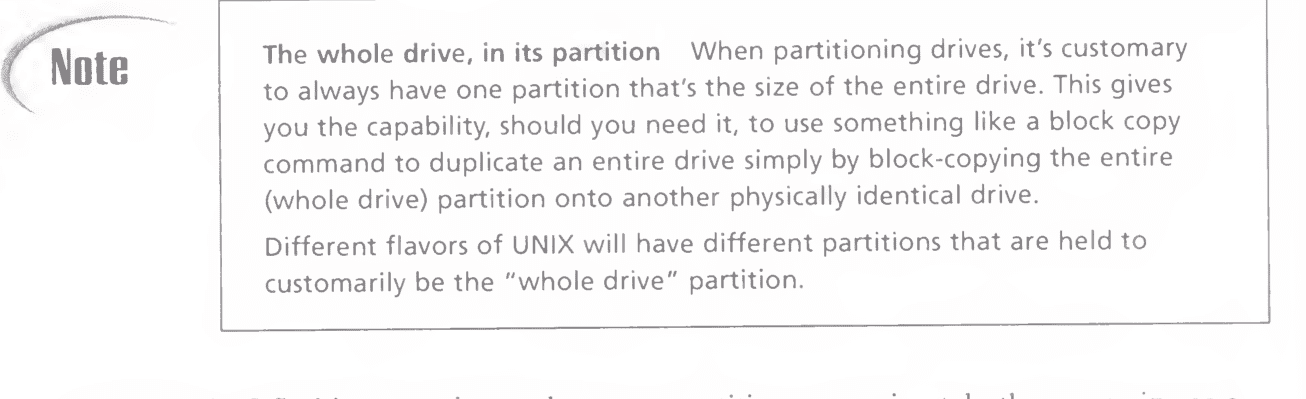 Note
The whole drive, in its partition When partitioning drives, it's customary
to always have one partition that's the size of the entire drive. This gives
you the capability, should you need it, to use something like a block copy
command to duplicate an entire drive simply by block-copying the entire
(whole drive) partition onto another physically identical drive.
Different flavors of UNIX will have different partitions that are held to
customarily be the "whole drive" partition.